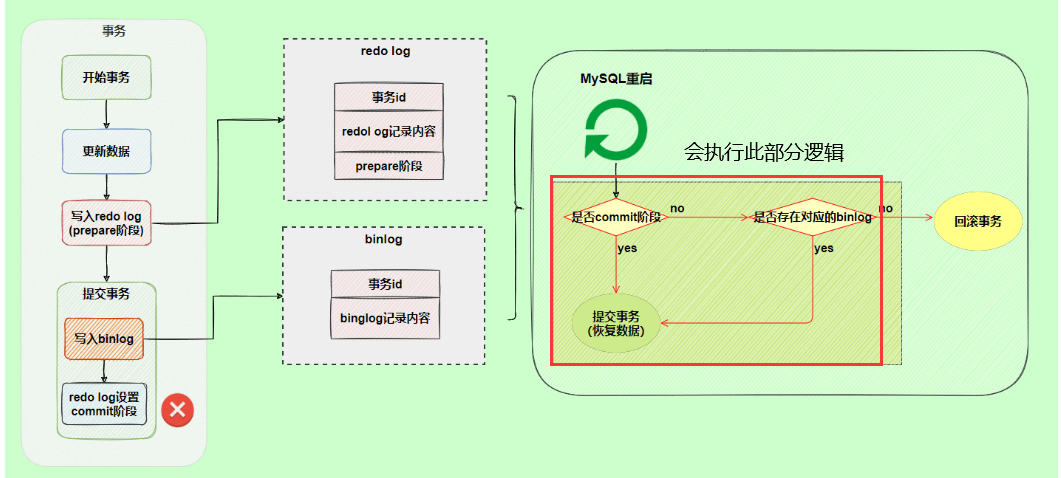 事务
开始事务
更新数据
写入redo log
(prepare阶段)
提交事务
写入binlog
redo log设置
commit阶段
redo log
事务id
redol og记录内容
prepare阶段
binlog
事务id
binglog记录内容
MySQL重启
会执行此部分逻辑
是否commit阶段
no
是否存在对应的binlog
no
回滚事务
yes
yes
提交事务
(恢复数据)